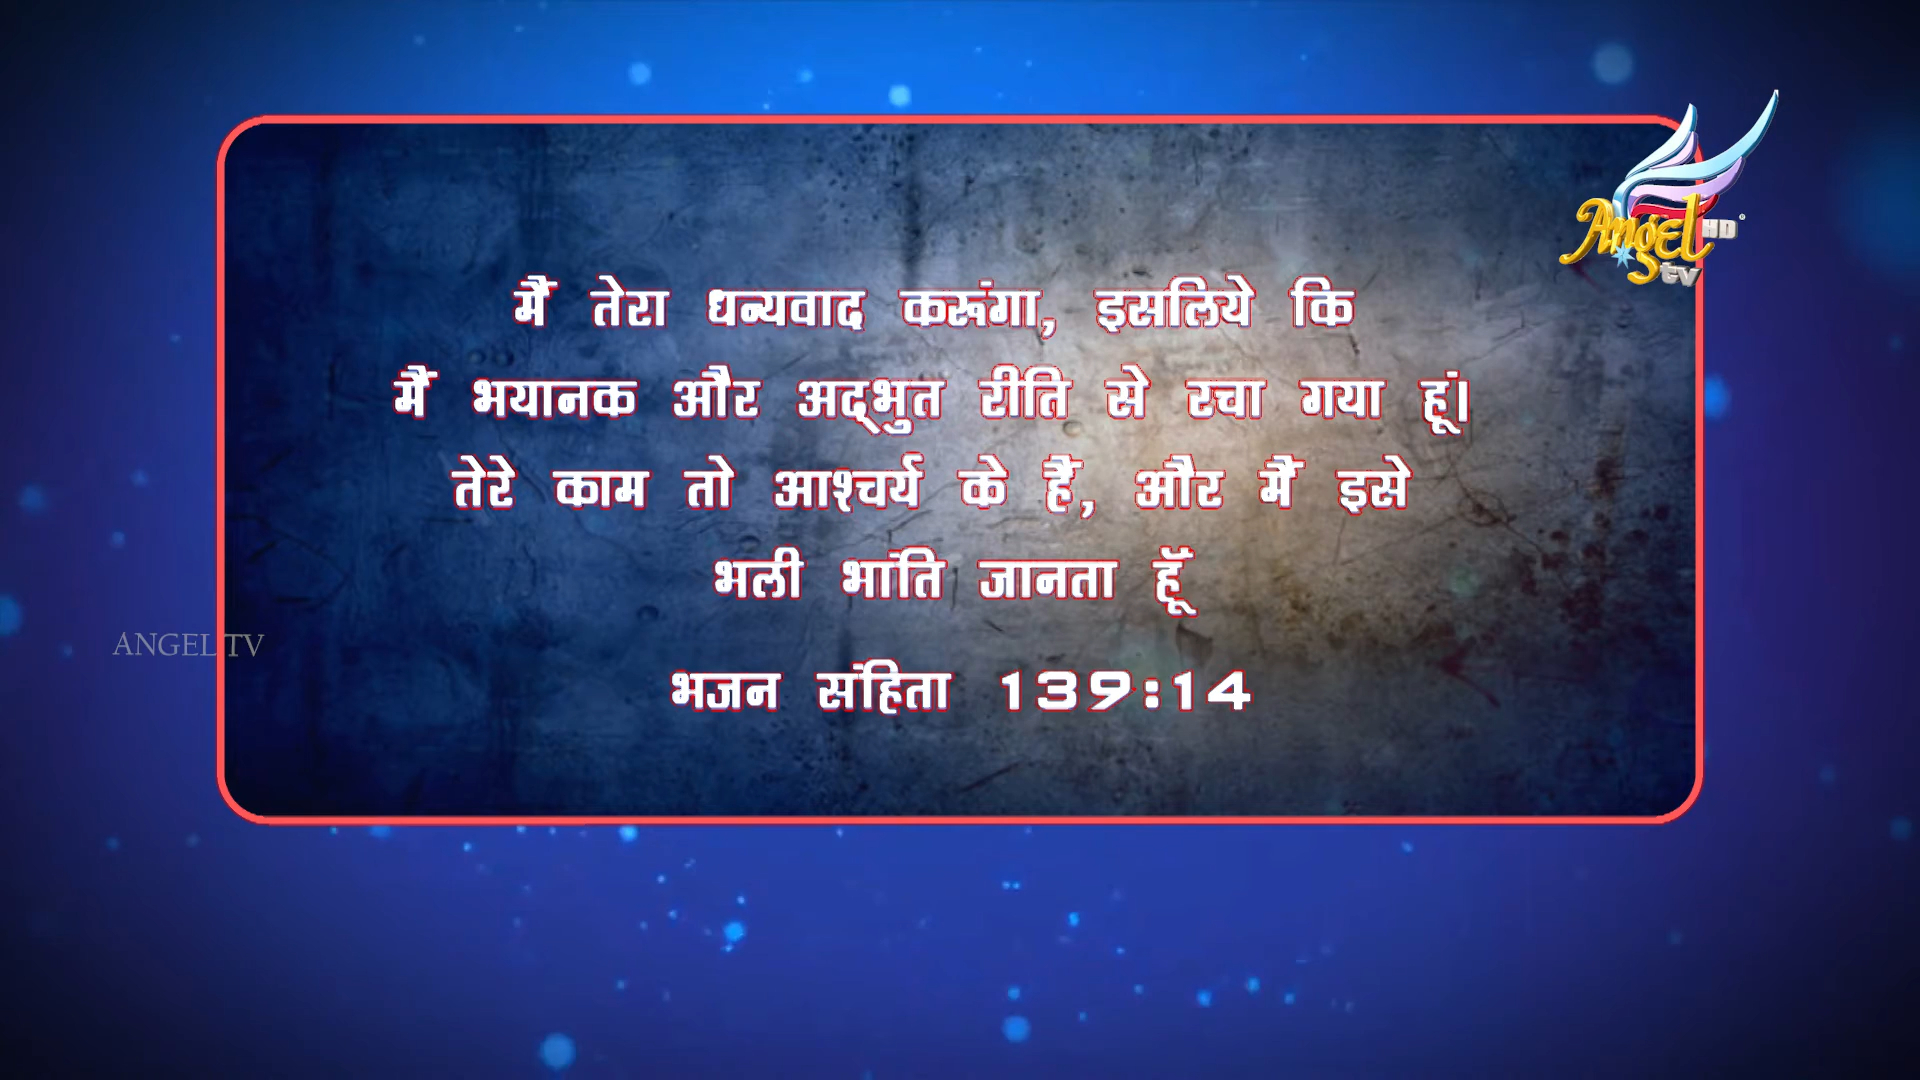 Angel HD
tv
मैं तेरा धन्यवाद करूंगा, इसलिये कि
मैं भयानक और अद्भुत रीति से रचा गया हूं।
तेरे काम तो आश्चर्य के हैं, और मैं इसे
भली भांति जानता हूँ
ANGEL TV
भजन संहिता 139:14